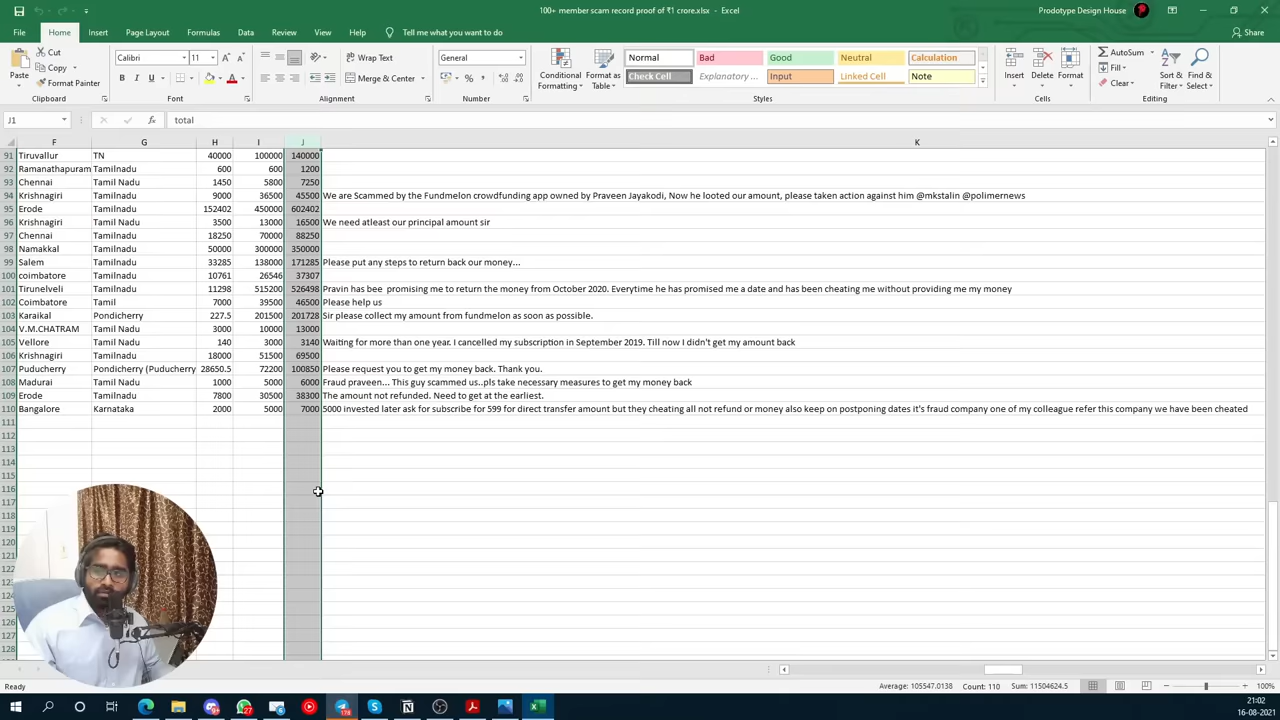 100+ member scam record proof of ₹1 crore.xlsx - Excel
Prodotype Design House
File Home Insert Page Layout Formulas Data Review View Help Tell me what you want to do Share
Paste
Cut
Copy
Format Painter
Clipboard
Calibri 11
B I U
Font
Wrap Text
Merge & Center
Alignment
General
Number
Conditional Formatting
Format as Table
Normal Bad Good Neutral Calculation
Check Cell Explanatory ... Input Linked Cell Note
Styles
Insert Delete Format
Cells
AutoSum
Fill
Clear
Sort & Filter
Find & Select
Editing
J1 fx total
F G H I J K
91 Tiruvallur TN 40000 100000 140000
92 Ramanathapuram Tamilnadu 600 600 1200
93 Chennai Tamil Nadu 1450 5800 7250
94 Krishnagiri Tamilnadu 9000 36500 45500 We are Scammed by the Fundmelon crowdfunding app owned by Praveen Jayakodi, Now he looted our amount, please taken action against him @mkstalin @polimernews
95 Erode Tamilnadu 152402 450000 602402
96 Krishnagiri Tamil Nadu 3500 13000 16500 We need atleast our principal amount sir
97 Chennai Tamilnadu 18250 70000 88250
98 Namakkal Tamilnadu 50000 300000 350000
99 Salem Tamilnadu 33285 138000 171285 Please put any steps to return back our money...
100 coimbatore Tamilnadu 10761 26546 37307
101 Tirunelveli Tamilnadu 11298 515200 526498 Pravin has bee promising me to return the money from October 2020. Everytime he has promised me a date and has been cheating me without providing me my money
102 Coimbatore Tamil 7000 39500 46500 Please help us
103 Karaikal Pondicherry 227.5 201500 201728 Sir please collect my amount from fundmelon as soon as possible.
104 V.M.CHATRAM Tamil Nadu 3000 10000 13000
105 Vellore Tamil Nadu 140 3000 3140 Waiting for more than one year. I cancelled my subscription in September 2019. Till now I didn't get my amount back
106 Krishnagiri Tamilnadu 18000 51500 69500
107 Puducherry Pondicherry (Puducherry 28650.5 72200 100850 Please request you to get my money back. Thank you.
108 Madurai Tamil Nadu 1000 5000 6000 Fraud praveen... This guy scammed us..pls take necessary measures to get my money back
109 Erode Tamilnadu 7800 30500 38300 The amount not refunded. Need to get at the earliest.
110 Bangalore Karnataka 2000 5000 7000 5000 invested later ask for subscribe for 599 for direct transfer amount but they cheating all not refund or money also keep on postponing dates it's fraud company one of my colleague refer this company we have been cheated
111
112
113
114
115
116
117
118
119
120
121
122
123
124
125
126
127
128
Ready Average: 105547.0138 Count: 110 Sum: 11504624.5 100%
21:02
16-08-2021